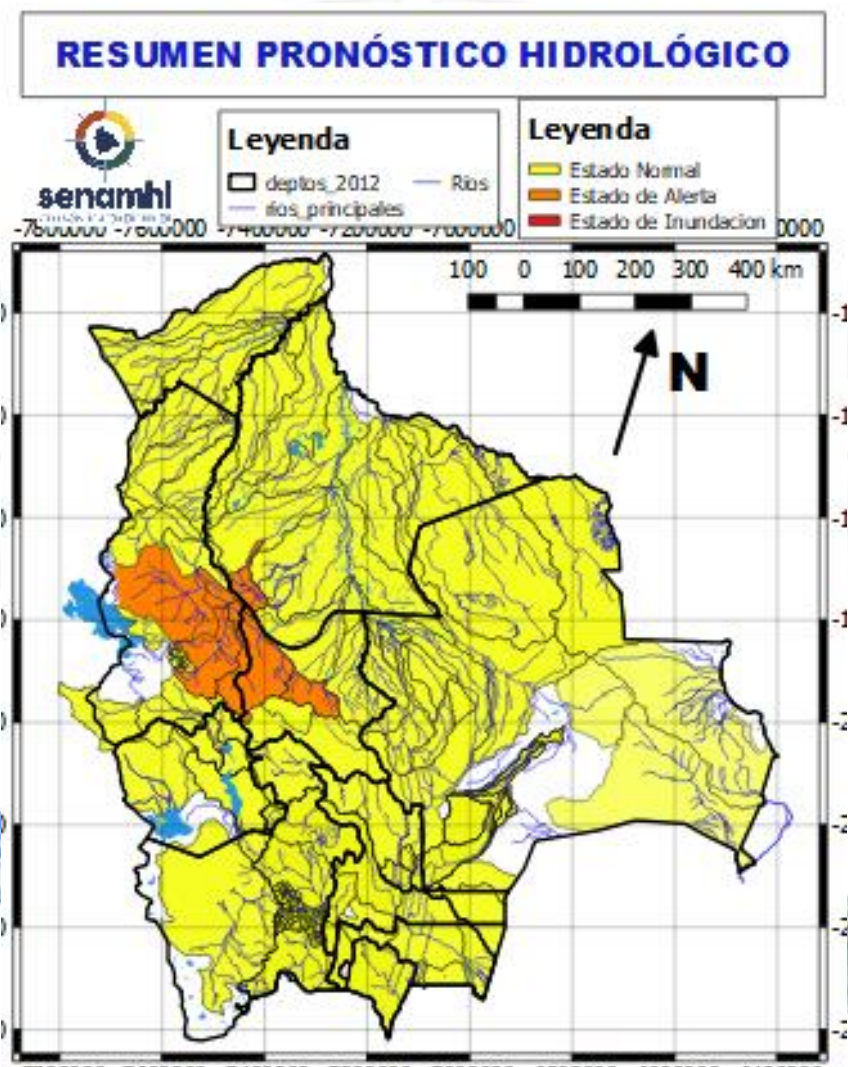 RESUMEN PRONÓSTICO HIDROLÓGICO
senamhi
Leyenda
deptos_2012 Rios
rios_principales
Leyenda
Estado Normal
Estado de Alerta
Estado de Inundacion
-7800000 -7600000 -7400000 -7200000 -7000000
100 0 100 200 300 400 km
N